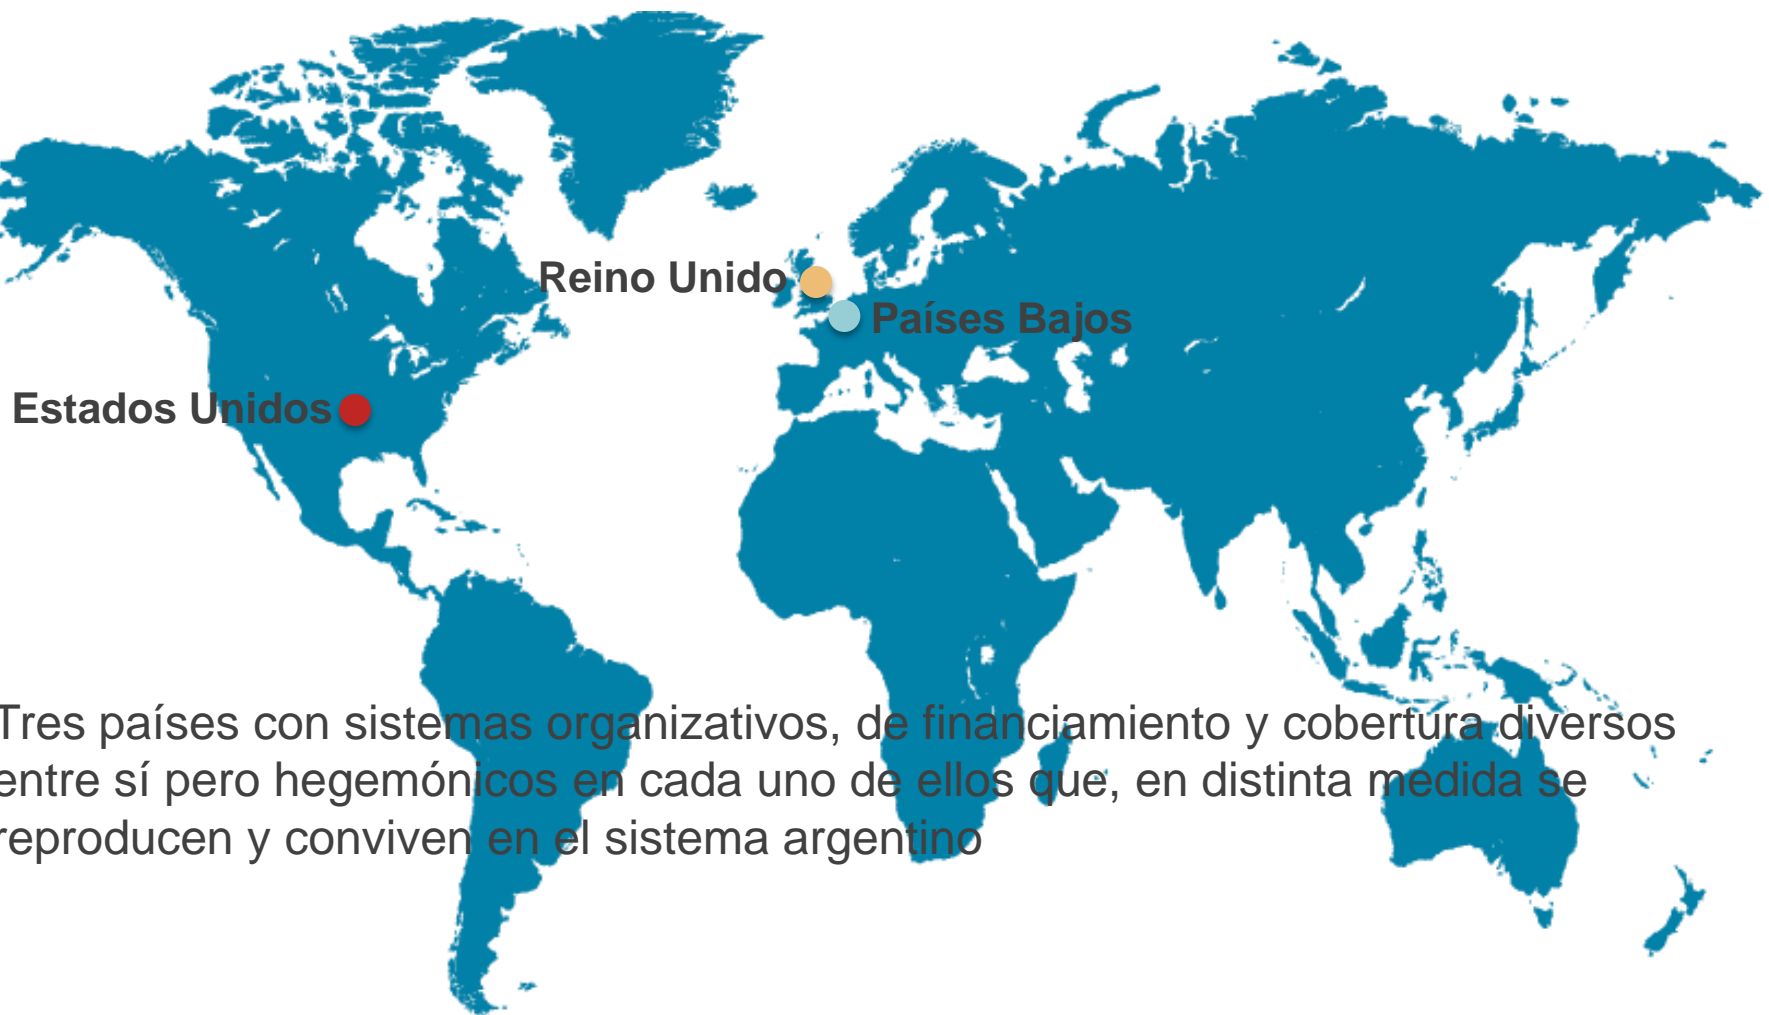 Reino Unido
Países Bajos
Estados Unidos
Tres países con sistemas organizativos, de financiamiento y cobertura diversos
entre sí pero hegemónicos en cada uno de ellos que, en distinta medida se
reproducen y conviven en el sistema argentino